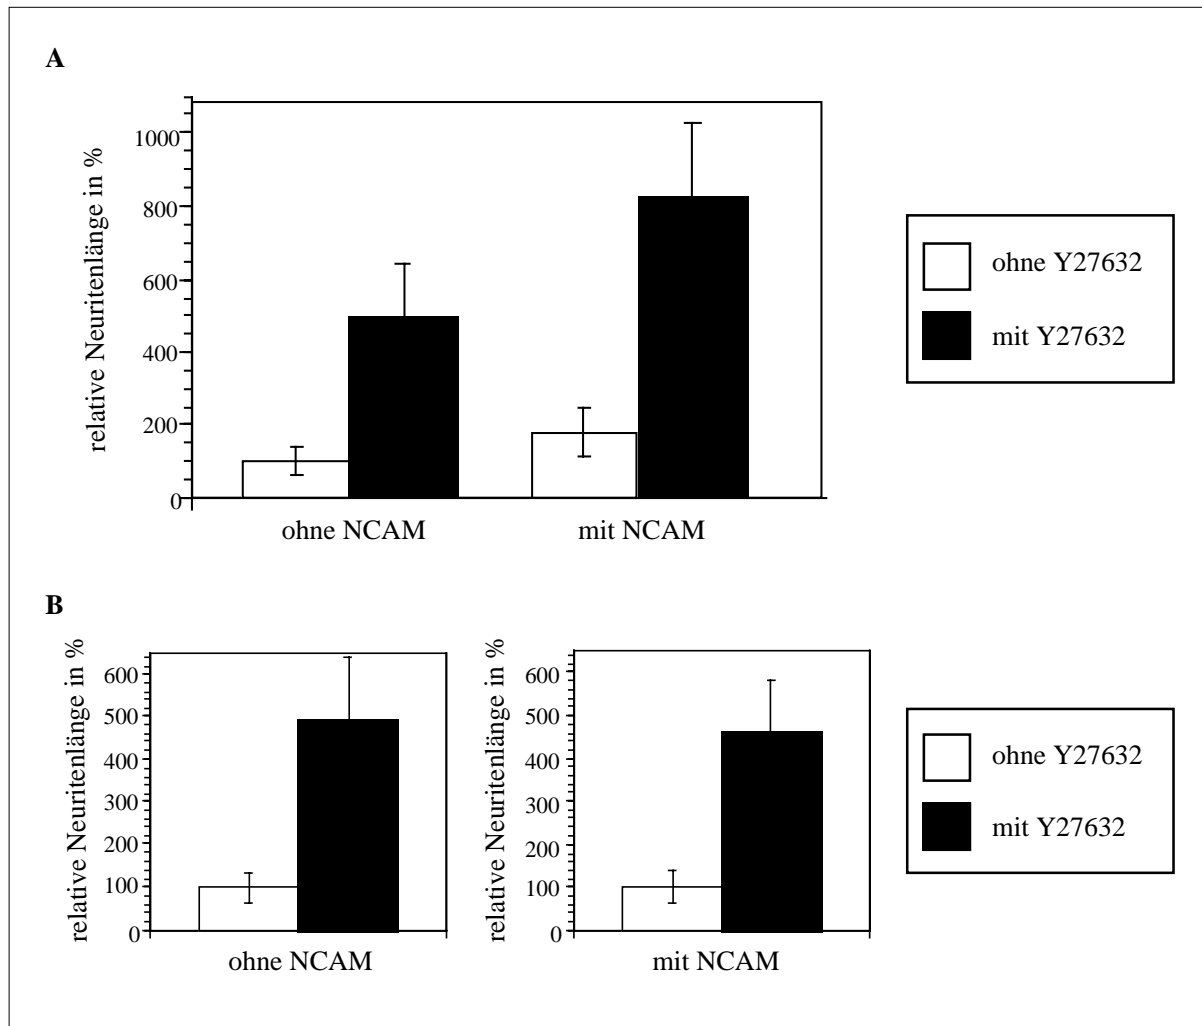 A
relative Neuritenlänge in %
1000
800
600
400
200
0
ohne NCAM
mit NCAM
ohne Y27632
mit Y27632
B
relative Neuritenlänge in %
600
500
400
300
200
100
0
ohne NCAM
relative Neuritenlänge in %
600
500
400
300
200
100
0
mit NCAM
ohne Y27632
mit Y27632